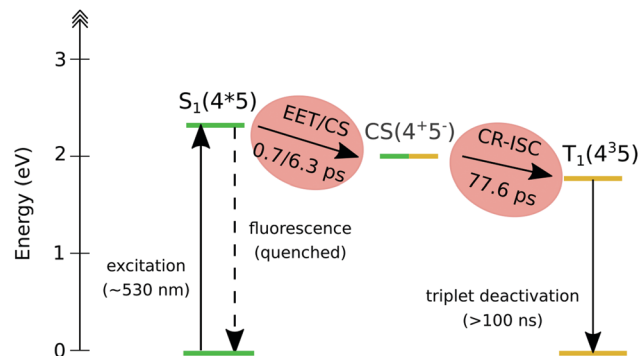 3
2
1
0
Energy (eV)
S₁(4*5)
EET/CS
0.7/6.3 ps
CS(4⁺5⁻)
CR-ISC
77.6 ps
T₁(4³5)
fluorescence
(quenched)
excitation
(~530 nm)
triplet deactivation
(>100 ns)